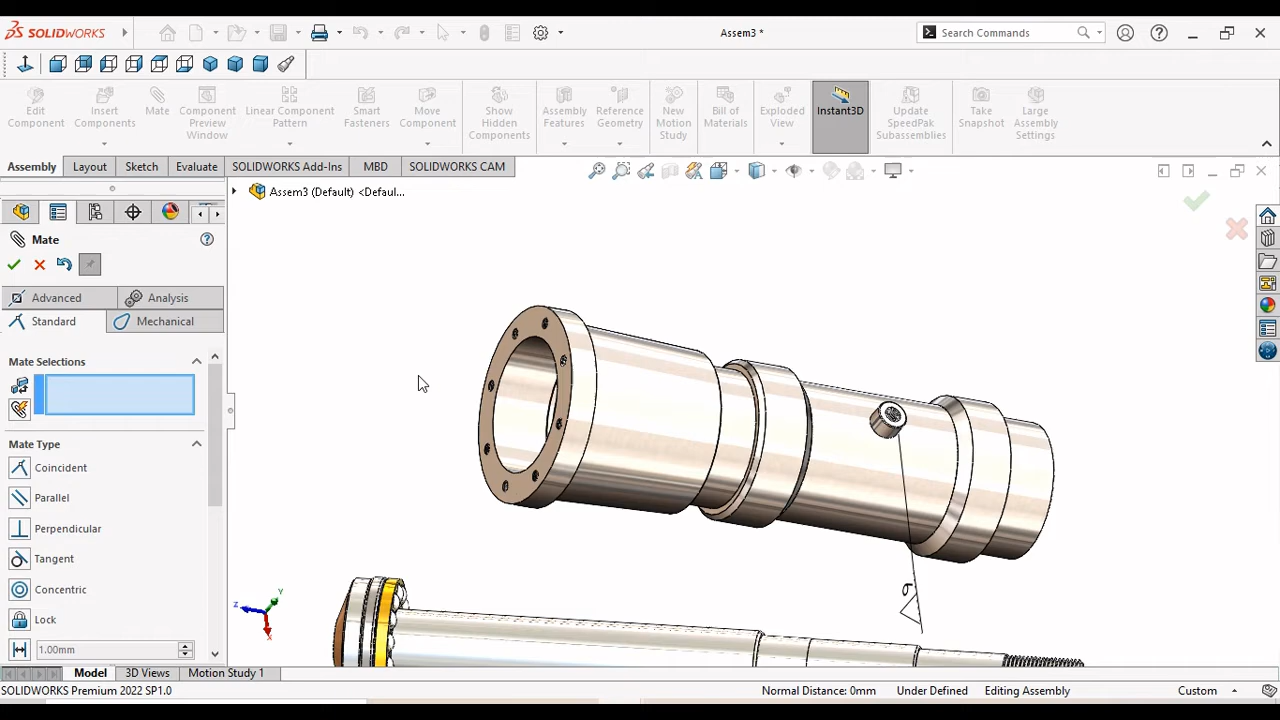 SOLIDWORKS
Assem3 *
Search Commands
Edit Component
Insert Components
Mate
Component Preview Window
Linear Component Pattern
Smart Fasteners
Move Component
Show Hidden Components
Assembly Features
Reference Geometry
New Motion Study
Bill of Materials
Exploded View
Instant3D
Update SpeedPak Subassemblies
Take Snapshot
Large Assembly Settings
Assembly
Layout
Sketch
Evaluate
SOLIDWORKS Add-Ins
MBD
SOLIDWORKS CAM
Assem3 (Default) <Defaul...
Mate
Advanced
Analysis
Standard
Mechanical
Mate Selections
Mate Type
Coincident
Parallel
Perpendicular
Tangent
Concentric
Lock
1.00mm
Y
Z
X
Model
3D Views
Motion Study 1
SOLIDWORKS Premium 2022 SP1.0
Normal Distance: 0mm
Under Defined
Editing Assembly
Custom